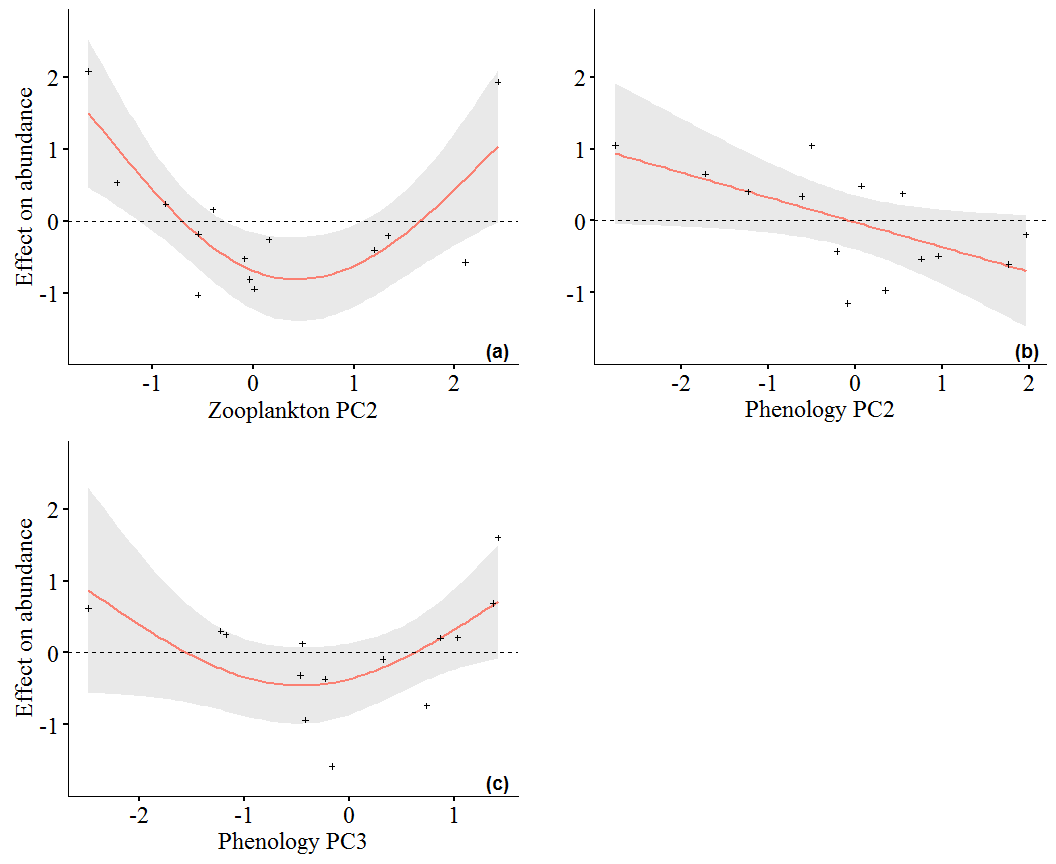 Effect on abundance
2
1
0
-1
(a)
-1 0 1 2
Zooplankton PC2
2
1
0
-1
(b)
-2 -1 0 1 2
Phenology PC2
Effect on abundance
2
1
0
-1
(c)
-2 -1 0 1
Phenology PC3